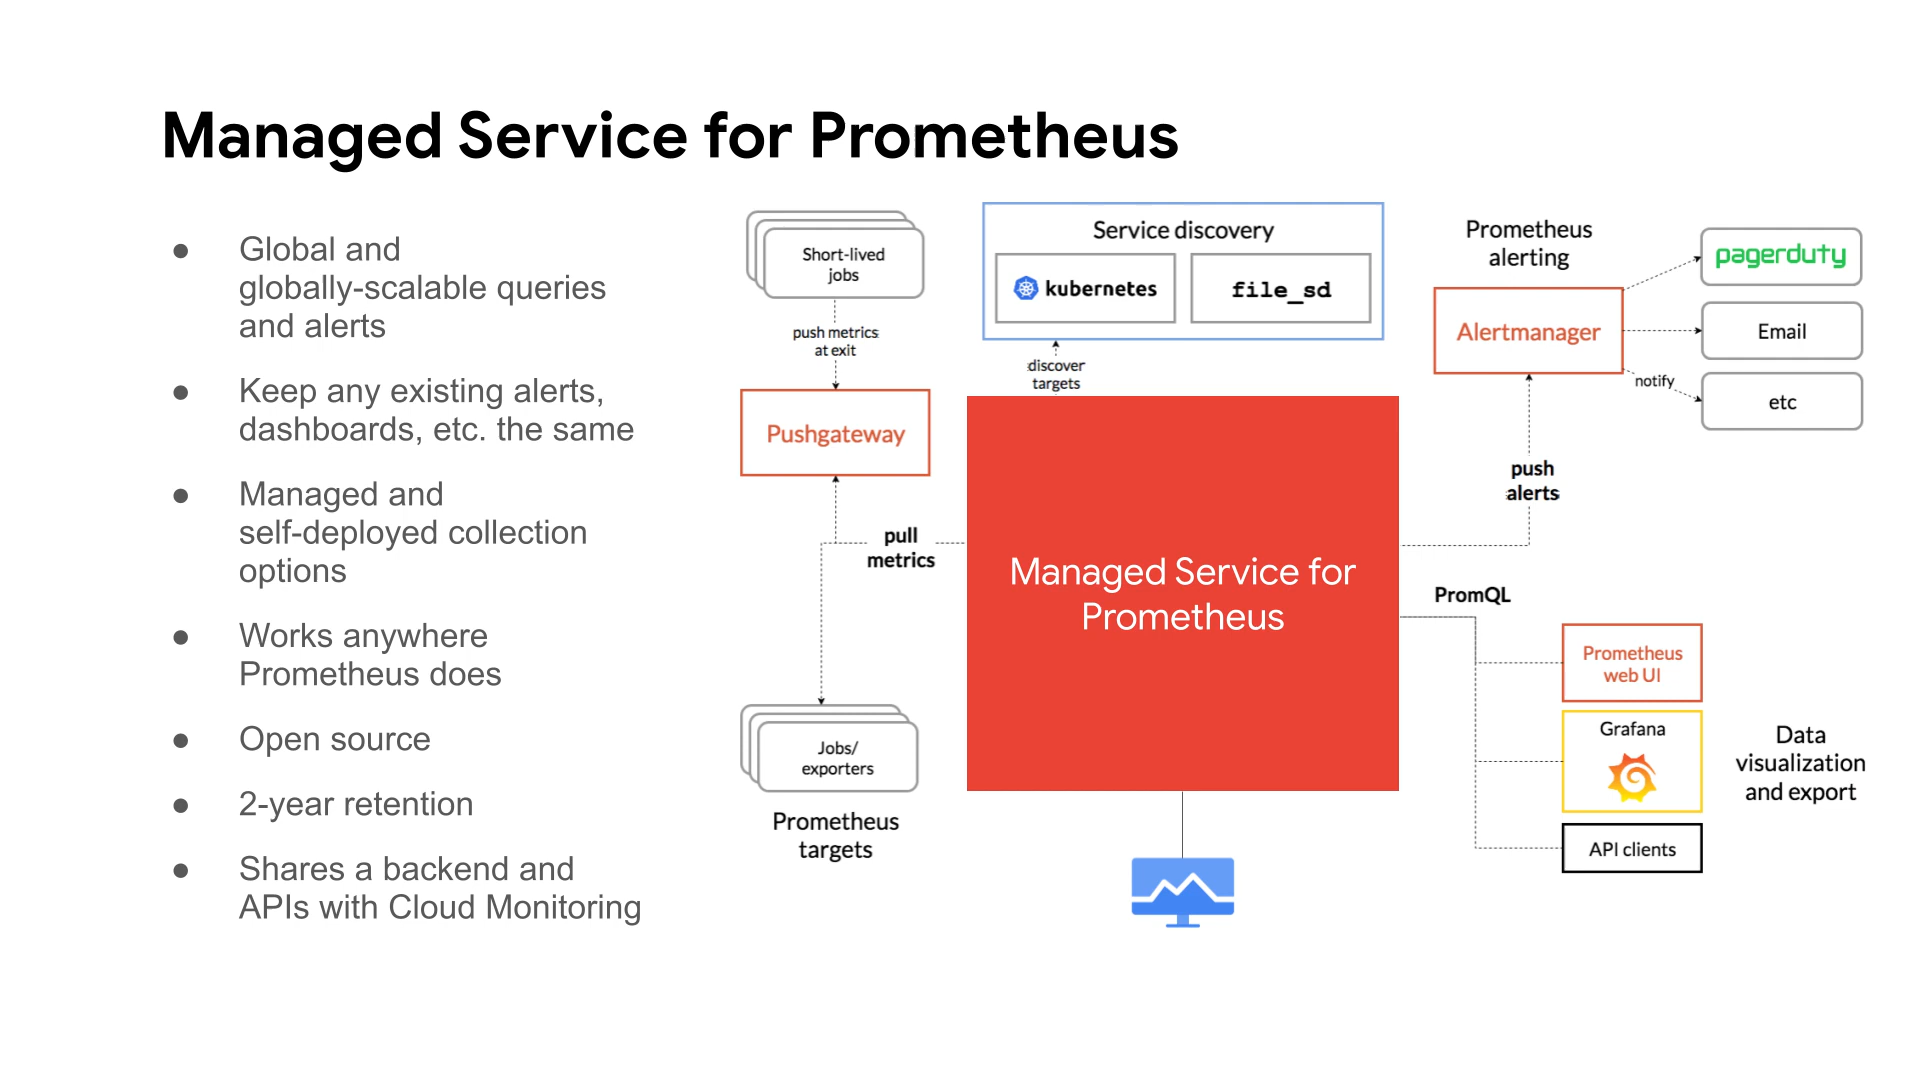 Managed Service for Prometheus
● Global and
globally-scalable queries
and alerts
● Keep any existing alerts,
dashboards, etc. the same
● Managed and
self-deployed collection
options
● Works anywhere
Prometheus does
● Open source
● 2-year retention
● Shares a backend and
APIs with Cloud Monitoring
Short-lived
jobs
push metrics
at exit
Pushgateway
pull
metrics
Jobs/
exporters
Prometheus
targets
Service discovery
kubernetes
file_sd
discover
targets
Managed Service for
Prometheus
Prometheus
alerting
Alertmanager
pagerduty
Email
notify
etc
push
alerts
PromQL
Prometheus
web UI
Grafana
API clients
Data
visualization
and export